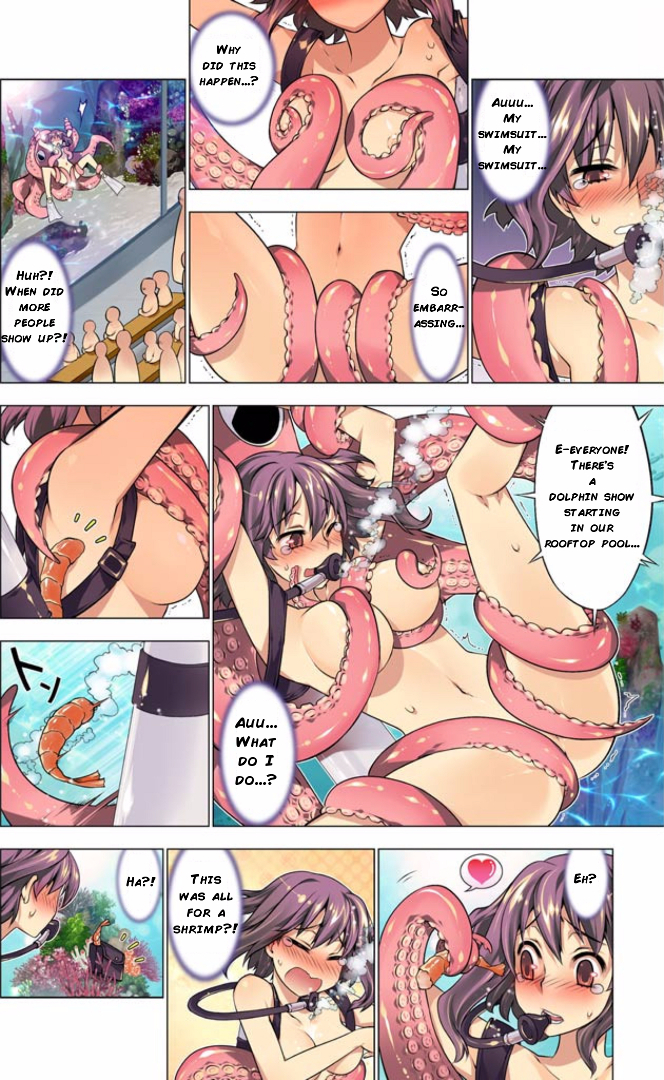 Why
did this
happen...?
Auuu...
My
swimsuit...
My
swimsuit...
Huh?!
When did
more
people
show up?!
So
embarr-
assing...
E-everyone!
There's
a
dolphin show
starting
in our
rooftop pool...
Auu...
What
do I
do...?
トン
Ha?!
This
was all
for a
shrimp?!
Eh?